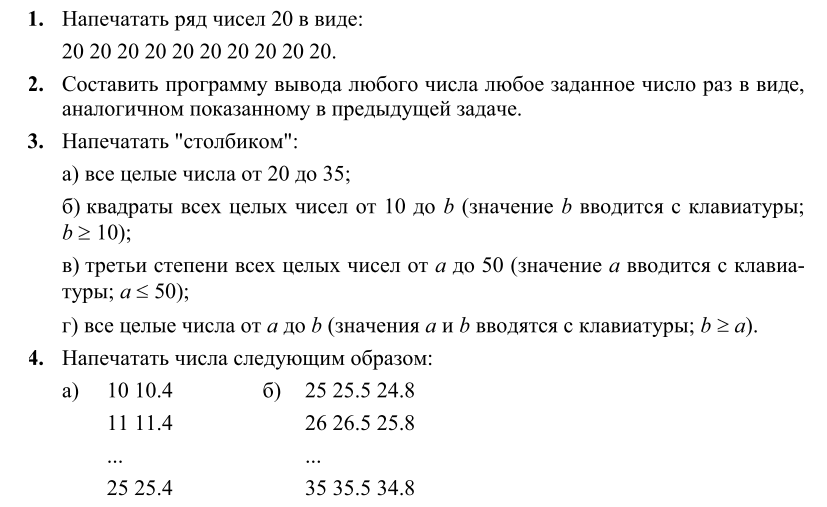 1. Напечатать ряд чисел 20 в виде:
20 20 20 20 20 20 20 20 20 20.
2. Составить программу вывода любого числа любое заданное число раз в виде,
аналогичном показанному в предыдущей задаче.
3. Напечатать "столбиком":
а) все целые числа от 20 до 35;
б) квадраты всех целых чисел от 10 до b (значение b вводится с клавиатуры;
b ≥ 10);
в) третьи степени всех целых чисел от a до 50 (значение a вводится с клавиа-
туры; a ≤ 50);
г) все целые числа от a до b (значения a и b вводятся с клавиатуры; b ≥ a).
4. Напечатать числа следующим образом:
а) 10 10.4 б) 25 25.5 24.8
11 11.4 26 26.5 25.8
... ...
25 25.4 35 35.5 34.8